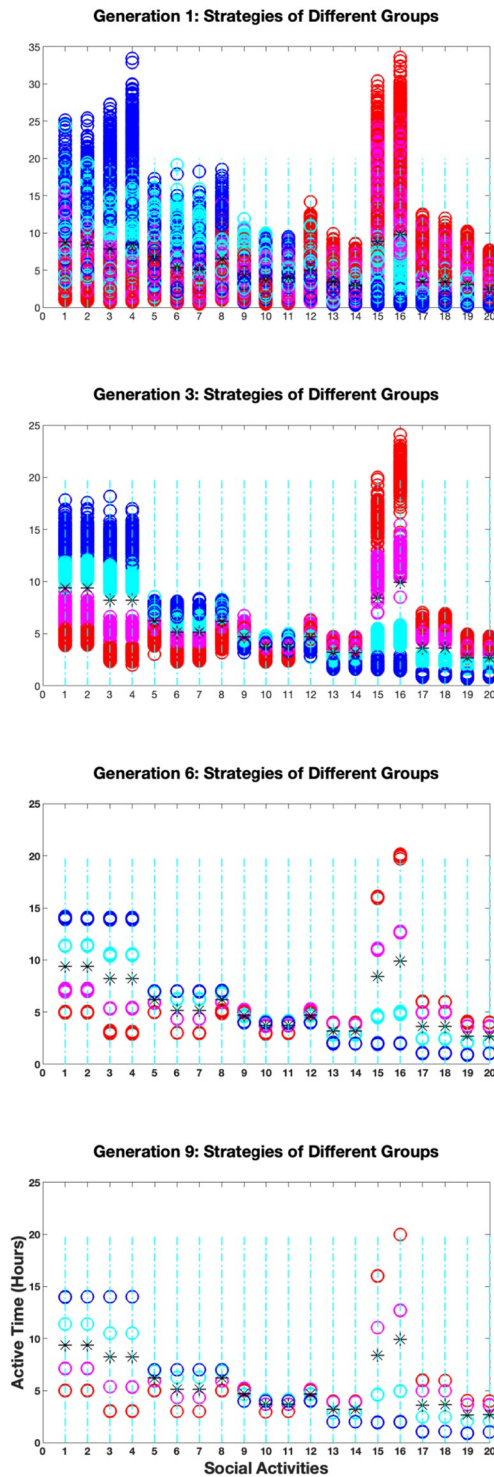 Generation 1: Strategies of Different Groups
35
30
25
20
15
10
5
0
0 1 2 3 4 5 6 7 8 9 10 11 12 13 14 15 16 17 18 19 20
Generation 3: Strategies of Different Groups
25
20
15
10
5
0
0 1 2 3 4 5 6 7 8 9 10 11 12 13 14 15 16 17 18 19 20
Generation 6: Strategies of Different Groups
25
20
15
10
5
0
0 1 2 3 4 5 6 7 8 9 10 11 12 13 14 15 16 17 18 19 20
Generation 9: Strategies of Different Groups
Active Time (Hours)
25
20
15
10
5
0
0 1 2 3 4 5 6 7 8 9 10 11 12 13 14 15 16 17 18 19 20
Social Activities